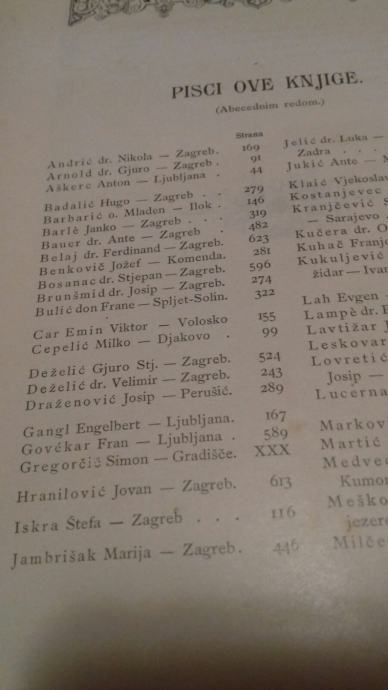 PISCI OVE KNJIGE.
(Abecednim redom.)
Strana
Andrić dr. Nikola — Zagreb. 169
Arnold dr. Gjuro — Zagreb . 91
Aškerc Anton — Ljubljana . 44
Badalić Hugo — Zagreb . . 279
Barbarić o. Mladen — Ilok . 146
Barlè Janko — Zagreb . . . 319
Bauer dr. Ante — Zagreb . 482
Belaj dr. Ferdinand — Zagreb. 623
Benkovič Jožef — Komenda. 281
Bosanac dr. Stjepan — Zagreb. 596
Brunšmid dr. Josip — Zagreb. 274
Bulić don Frane — Spljet-Solin. 322
Car Emin Viktor — Volosko 155
Cepelić Milko — Djakovo . 99
Deželić Gjuro Stj. — Zagreb. 524
Deželić dr. Velimir — Zagreb. 243
Draženović Josip — Perušić. 289
Gangl Engelbert — Ljubljana. 167
Govékar Fran — Ljubljana . 589
Gregorčić Simon — Gradišče. XXX
Hranilović Jovan — Zagreb. 613
Iskra Štefa — Zagreb . . . 116
Jambrišak Marija — Zagreb. 446
Jelić dr. Luka —
Zadra . . .
Jukić Ante —
Klaić Vjekoslav
Kostanjevec
Kranjčević
— Sarajevo
Kučera dr.
Kuhač Franjo
Kukuljević
židar — Ivan
Lah Evgen
Lampè dr.
Lavtižar
Leskovar
Lovretić
Josip —
Lucerna
Markov
Martić
Medve
Kumor
Meško
jezer
Milče